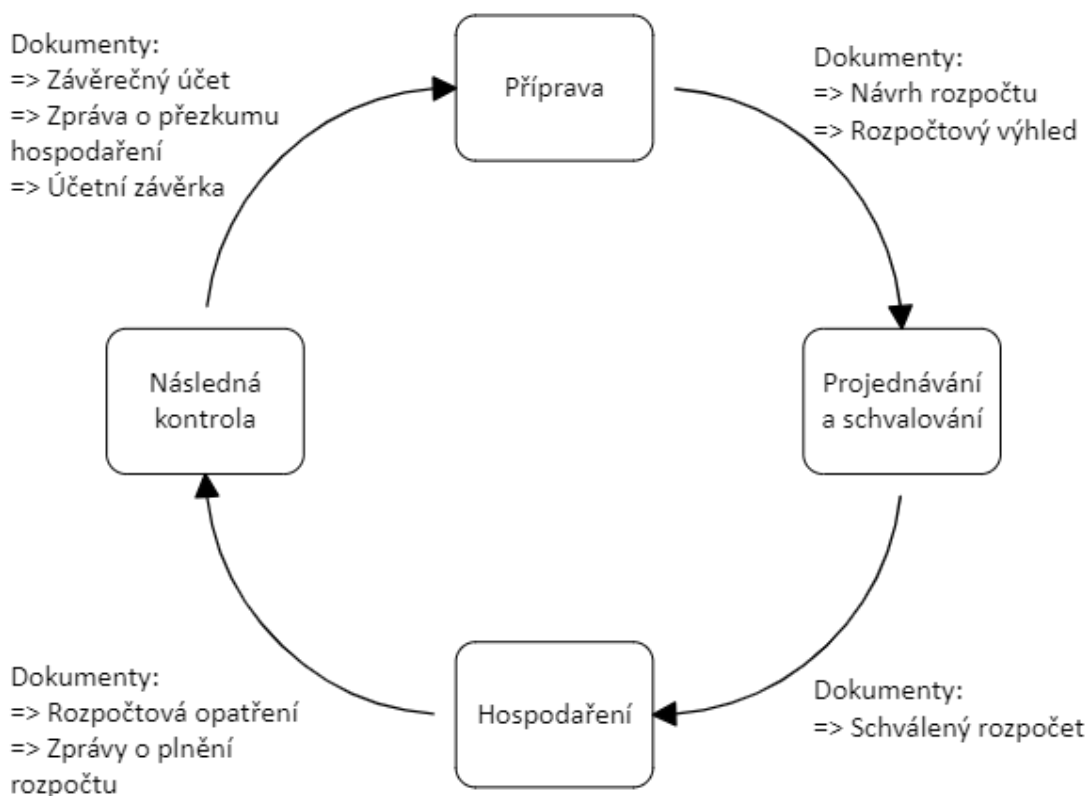 Dokumenty:
=> Závěrečný účet
=> Zpráva o přezkumu
hospodaření
=> Účetní závěrka
Příprava
Dokumenty:
=> Návrh rozpočtu
=> Rozpočtový výhled
Následná
kontrola
Projednávání
a schvalování
Dokumenty:
=> Rozpočtová opatření
=> Zprávy o plnění
rozpočtu
Hospodaření
Dokumenty:
=> Schválený rozpočet